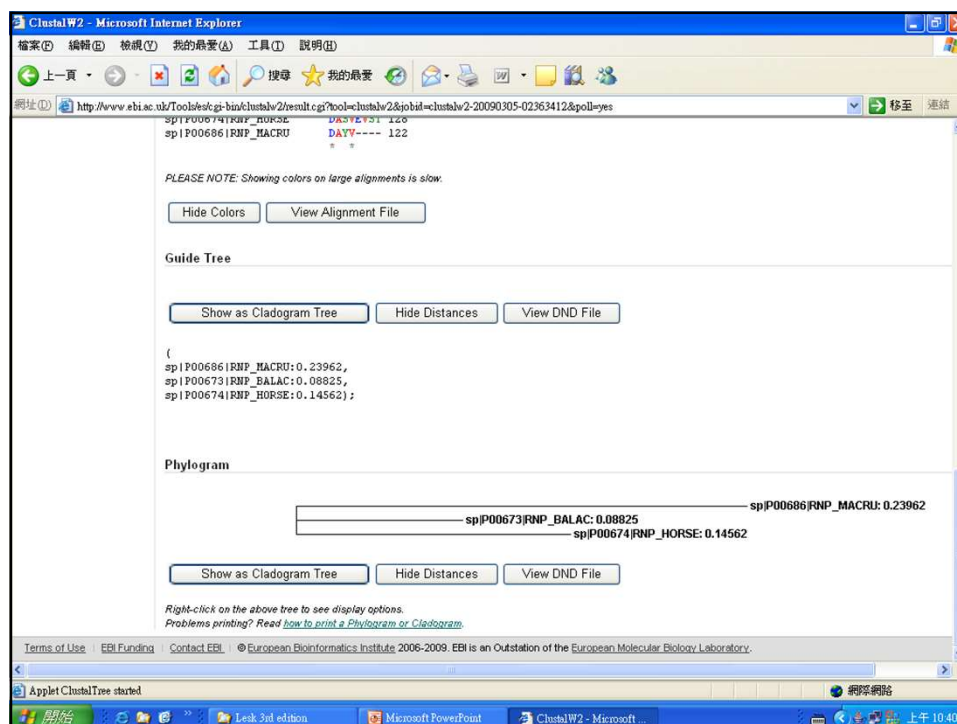 ClustalW2 - Microsoft Internet Explorer
檔案(F) 編輯(E) 檢視(V) 我的最愛(A) 工具(T) 說明(H)
上一頁 搜尋 我的最愛
網址(D) http://www.ebi.ac.uk/Tools/es/cgi-bin/clustalw2/result.cgi?tool=clustalw2&jobid=clustalw2-20090305-02363412&poll=yes 移至 連結
sp|P00674|RNP_HORSE DASVEVST 128
sp|P00686|RNP_MACRU DAYV---- 122
* *
PLEASE NOTE: Showing colors on large alignments is slow.
Hide Colors View Alignment File
Guide Tree
Show as Cladogram Tree Hide Distances View DND File
(
sp|P00686|RNP_MACRU:0.23962,
sp|P00673|RNP_BALAC:0.08825,
sp|P00674|RNP_HORSE:0.14562);
Phylogram
sp|P00686|RNP_MACRU: 0.23962
sp|P00673|RNP_BALAC: 0.08825
sp|P00674|RNP_HORSE: 0.14562
Show as Cladogram Tree Hide Distances View DND File
Right-click on the above tree to see display options.
Problems printing? Read how to print a Phylogram or Cladogram.
Terms of Use | EBI Funding | Contact EBI | © European Bioinformatics Institute 2006-2009. EBI is an Outstation of the European Molecular Biology Laboratory.
Applet ClustalTree started 網際網路
開始 Lesk 3rd edition Microsoft PowerPoint ClustalW2 - Microsoft ... 上午 10:40